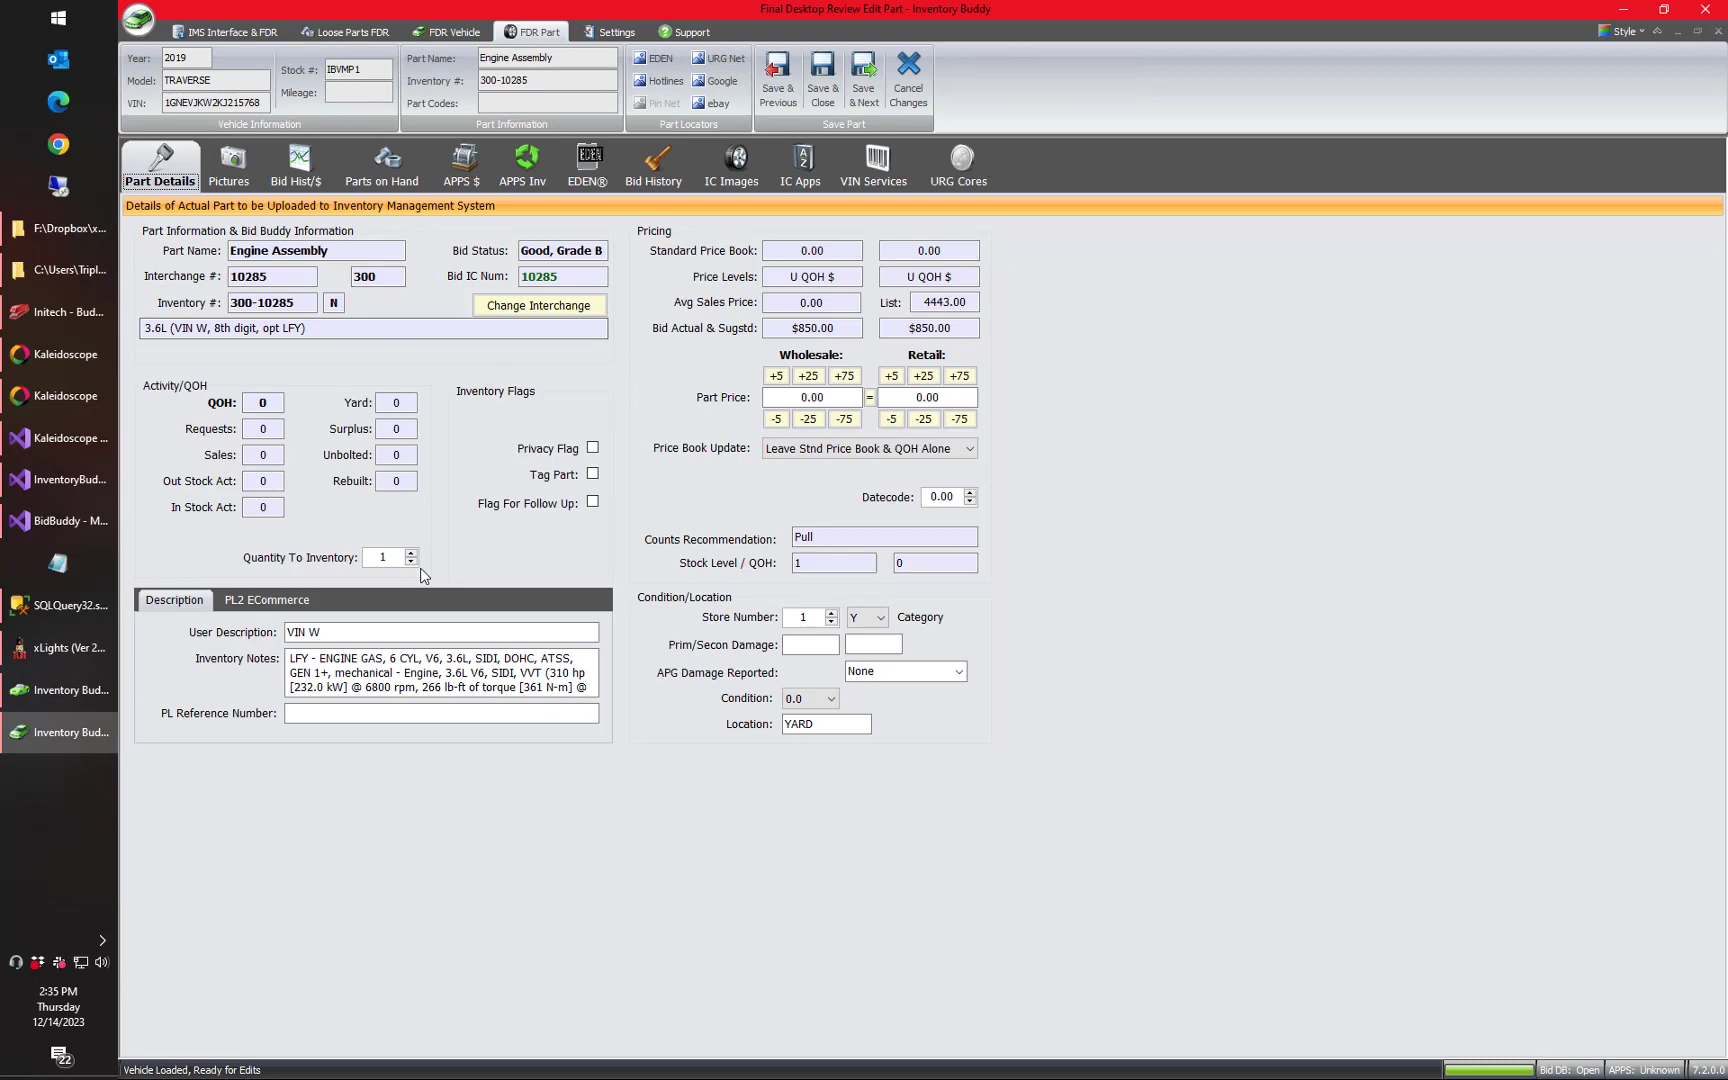 Final Desktop Review Edit Part - Inventory Buddy
IMS Interface & FDR
Loose Parts FDR
FDR Vehicle
FDR Part
Settings
Support
Style
Year: 2019
Model: TRAVERSE
VIN: 1GNEVJKW2KJ215768
Stock #: IBVMP1
Mileage:
Vehicle Information
Part Name: Engine Assembly
Inventory #: 300-10285
Part Codes:
Part Information
EDEN
URG Net
Hotlines
Google
Pin Net
ebay
Part Locators
Save & Previous
Save & Close
Save & Next
Cancel Changes
Save Part
Part Details
Pictures
Bid Hist/$
Parts on Hand
APPS $
APPS Inv
EDEN
EDEN®
Bid History
IC Images
A Z
IC Apps
VIN Services
URG Cores
Details of Actual Part to be Uploaded to Inventory Management System
Part Information & Bid Buddy Information
Part Name: Engine Assembly
Bid Status: Good, Grade B
Interchange #: 10285 300
Bid IC Num: 10285
Inventory #: 300-10285 N
Change Interchange
3.6L (VIN W, 8th digit, opt LFY)
Activity/QOH
QOH: 0 Yard: 0
Requests: 0 Surplus: 0
Sales: 0 Unbolted: 0
Out Stock Act: 0 Rebuilt: 0
In Stock Act: 0
Quantity To Inventory: 1
Inventory Flags
Privacy Flag
Tag Part:
Flag For Follow Up:
Description
PL2 ECommerce
User Description: VIN W
Inventory Notes: LFY - ENGINE GAS, 6 CYL, V6, 3.6L, SIDI, DOHC, ATSS,
GEN 1+, mechanical - Engine, 3.6L V6, SIDI, VVT (310 hp
[232.0 kW] @ 6800 rpm, 266 lb-ft of torque [361 N-m] @
PL Reference Number:
Pricing
Standard Price Book: 0.00 0.00
Price Levels: U QOH $ U QOH $
Avg Sales Price: 0.00 List: 4443.00
Bid Actual & Sugstd: $850.00 $850.00
Wholesale: Retail:
+5 +25 +75 +5 +25 +75
Part Price: 0.00 = 0.00
-5 -25 -75 -5 -25 -75
Price Book Update: Leave Stnd Price Book & QOH Alone
Datecode: 0.00
Counts Recommendation: Pull
Stock Level / QOH: 1 0
Condition/Location
Store Number: 1 Y Category
Prim/Secon Damage:
APG Damage Reported: None
Condition: 0.0
Location: YARD
F:\Dropbox\x...
C:\Users\Tripl...
Initech - Bud...
Kaleidoscope
Kaleidoscope
Kaleidoscope ...
InventoryBud...
BidBuddy - M...
SQLQuery32.s...
xLights (Ver 2...
Inventory Bud...
Inventory Bud...
2:35 PM
Thursday
12/14/2023
22
Vehicle Loaded, Ready for Edits
Bid DB: Open
APPS: Unknown
7.2.0.0